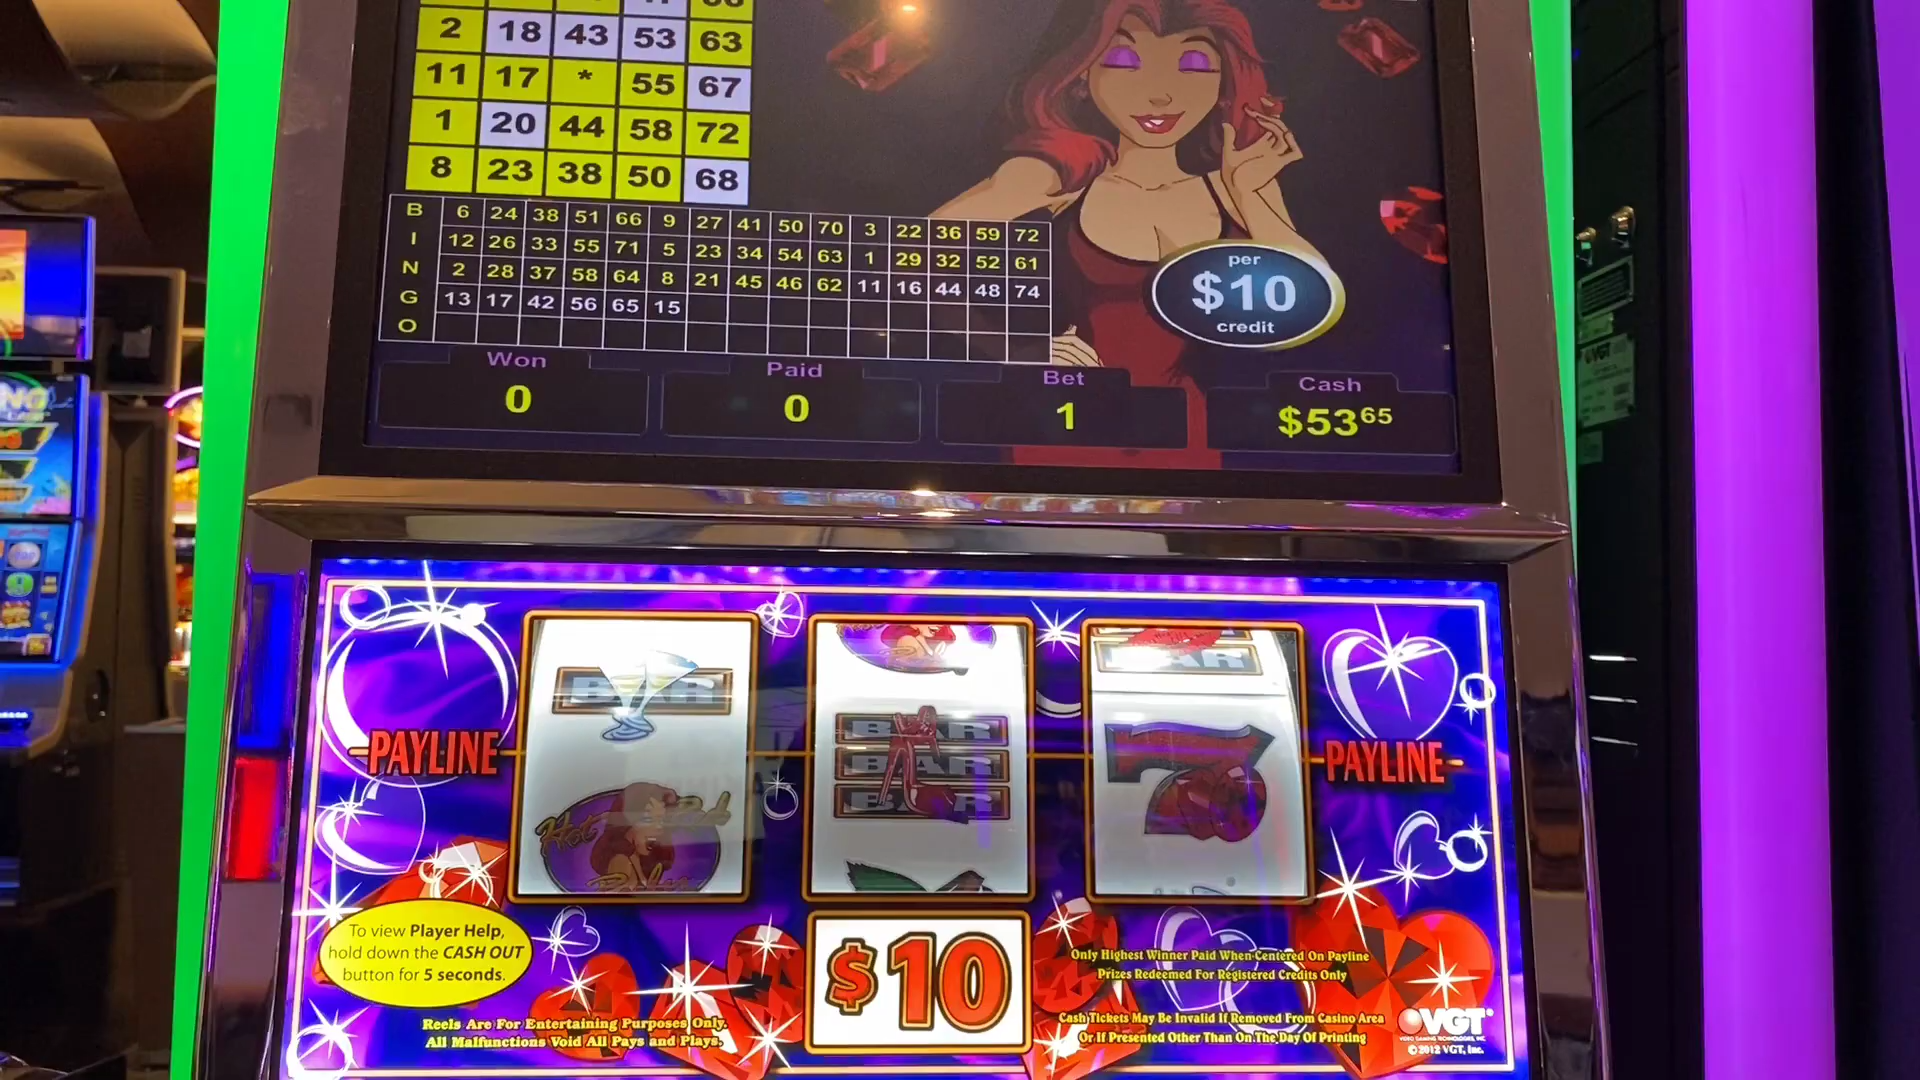 2 18 43 53 63
11 17 * 55 67
1 20 44 58 72
8 23 38 50 68
B 6 24 38 51 66 9 27 41 50 70 3 22 36 59 72
I 12 26 33 55 71 5 23 34 54 63 1 29 32 52 61
N 2 28 37 58 64 8 21 45 46 62 11 16 44 48 74
G 13 17 42 56 65 15
O
per
$10
credit
Won
0
Paid
0
Bet
1
Cash
$53 65
BAR
BAR
BAR
BAR
BAR
7
PAYLINE
PAYLINE
Hot Red
To view Player Help,
hold down the CASH OUT
button for 5 seconds.
$10
Only Highest Winner Paid When Centered On Payline
Prizes Redeemed For Registered Credits Only
Cash Tickets May be Invalid If Removed From Casino Area
Or If Presented Other Than On The Day Of Printing
Reels Are For Entertaining Purposes Only.
All Malfunctions Void All Pays and Plays.
VGT
VIDEO GAMING TECHNOLOGIES, INC.
©2012 VGT, Inc.